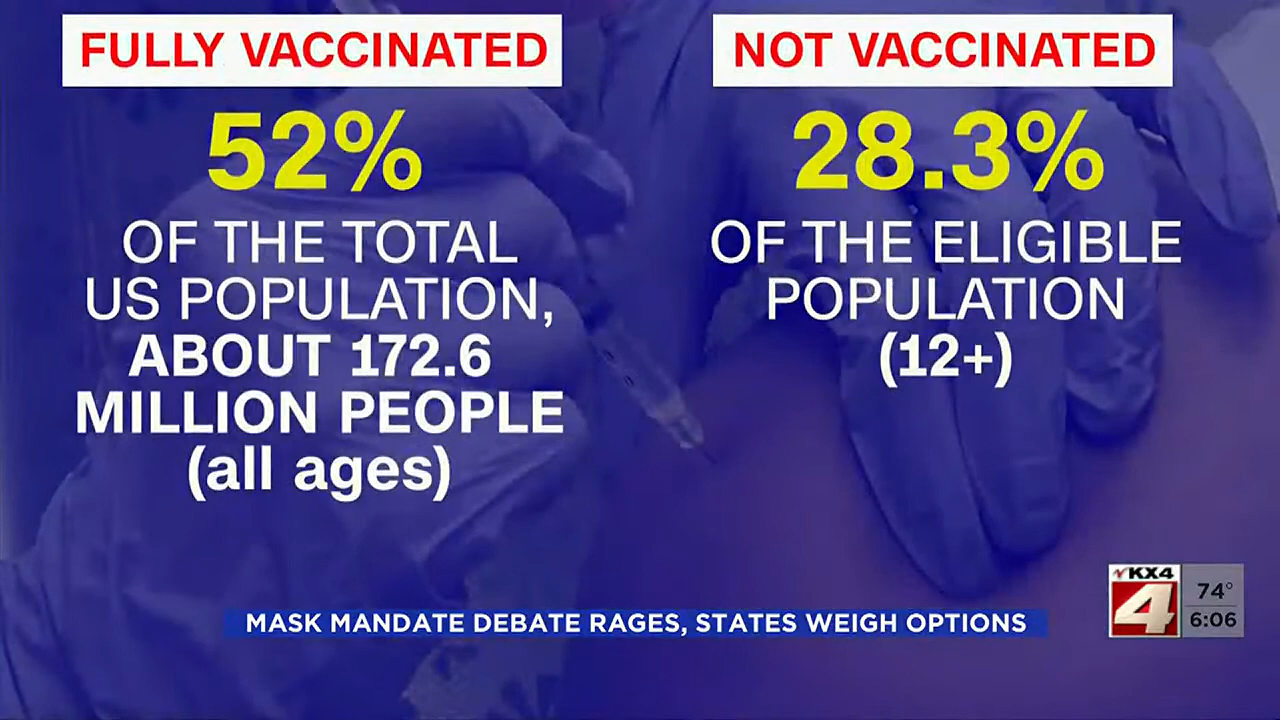 FULLY VACCINATED
52%
OF THE TOTAL
US POPULATION,
ABOUT 172.6
MILLION PEOPLE
(all ages)
NOT VACCINATED
28.3%
OF THE ELIGIBLE
POPULATION
(12+)
MASK MANDATE DEBATE RAGES, STATES WEIGH OPTIONS
KX4
4
74°
6:06